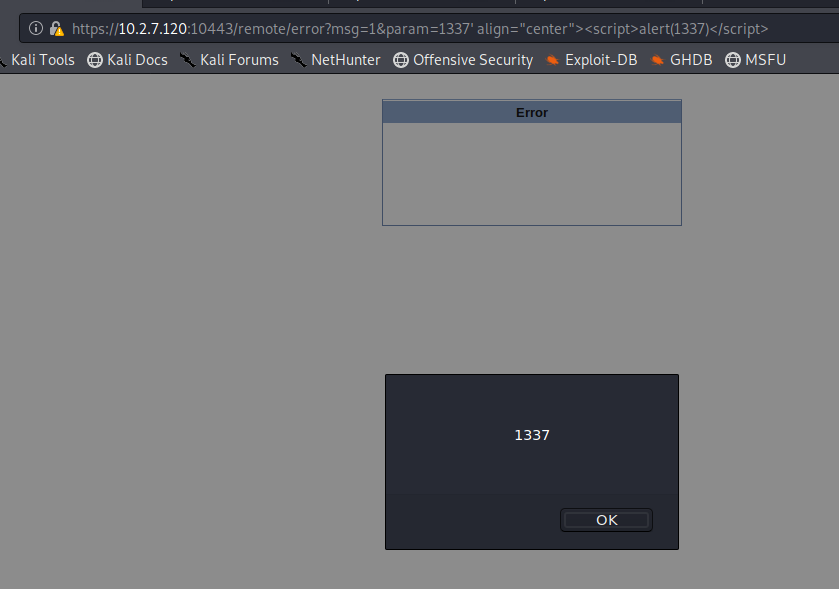 https://10.2.7.120:10443/remote/error?msg=1&param=1337' align="center"><script>alert(1337)</script>
Kali Tools Kali Docs Kali Forums NetHunter Offensive Security Exploit-DB GHDB MSFU
Error
1337
OK